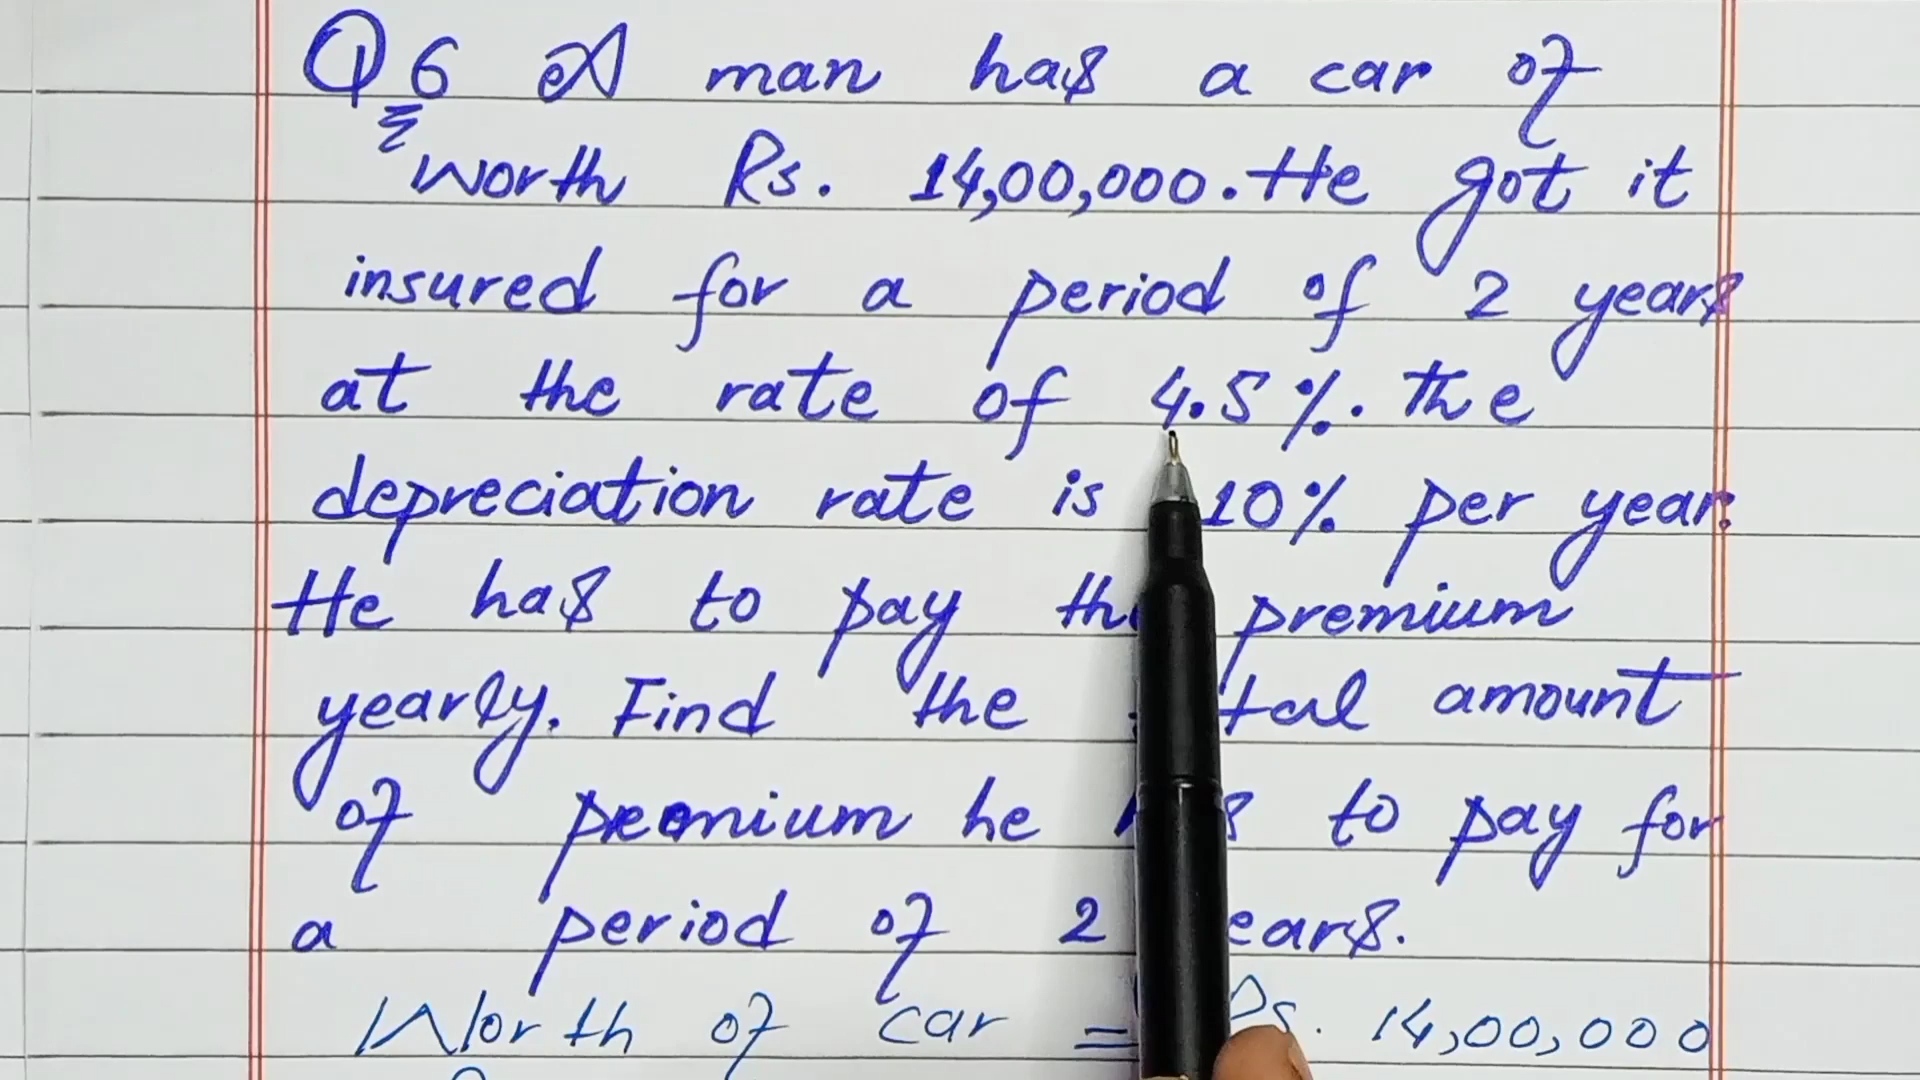 Q6 A man has a car of
worth Rs. 14,00,000. He got it
insured for a period of 2 years
at the rate of 4.5%. The
depreciation rate is 10% per year.
He has to pay premium
yearly. Find the amount
of premium he to pay for
a period of 2
Worth of car = Rs. 14,00,000